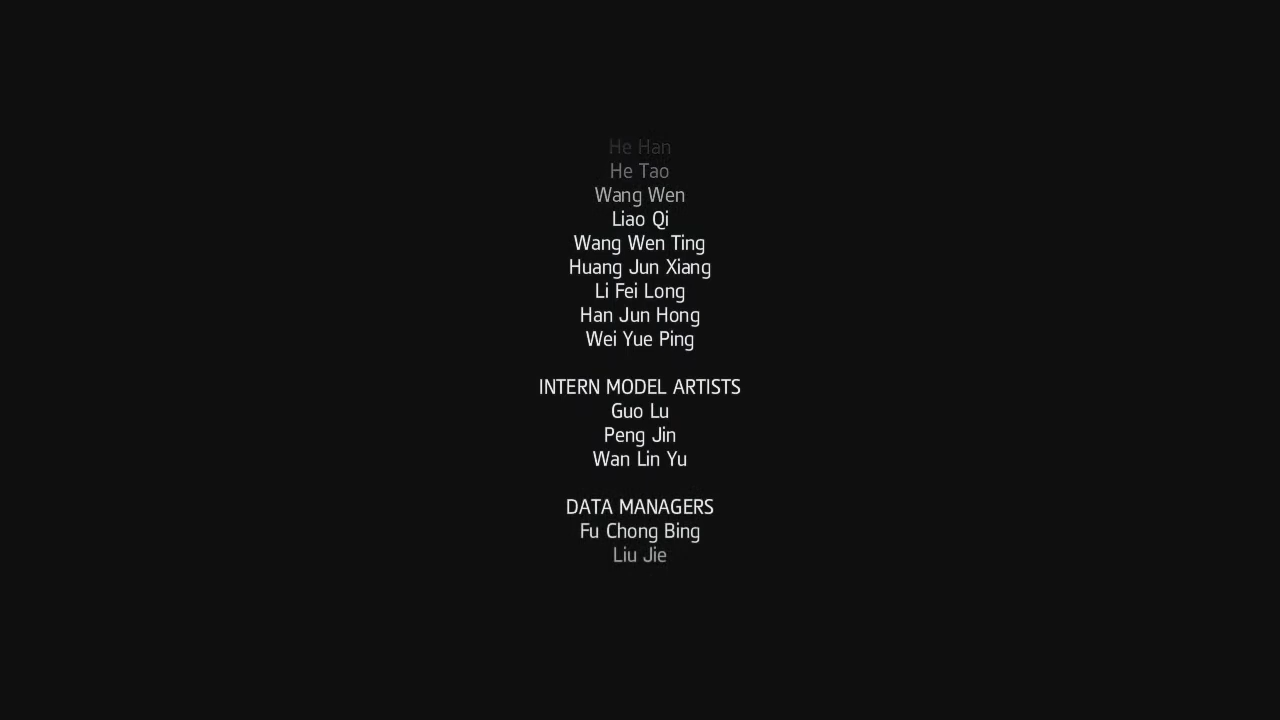 He Han
He Tao
Wang Wen
Liao Qi
Wang Wen Ting
Huang Jun Xiang
Li Fei Long
Han Jun Hong
Wei Yue Ping
INTERN MODEL ARTISTS
Guo Lu
Peng Jin
Wan Lin Yu
DATA MANAGERS
Fu Chong Bing
Liu Jie